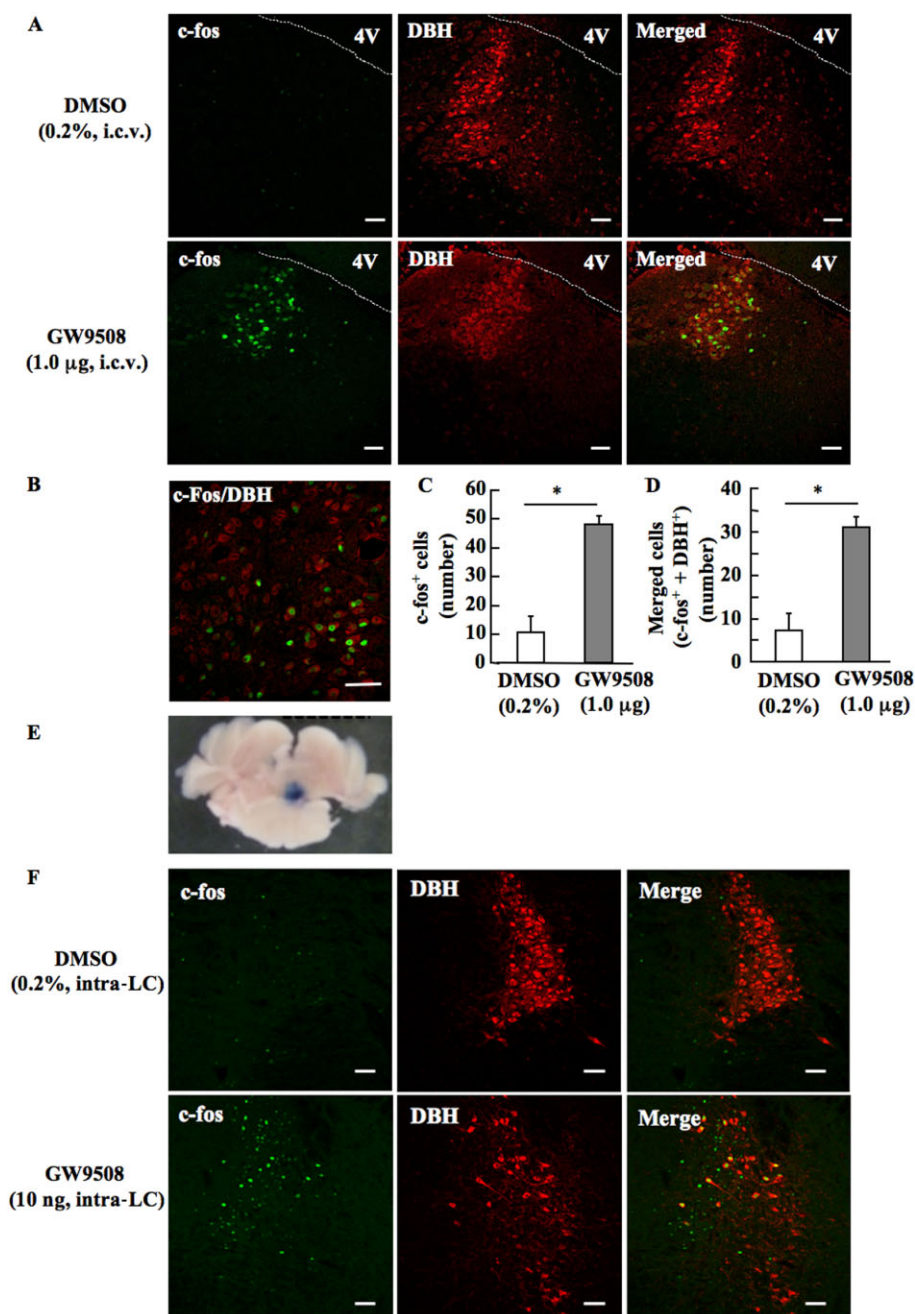 A
c-fos 4V DBH 4V Merged 4V
DMSO
(0.2%, i.c.v.)
c-fos 4V DBH 4V Merged 4V
GW9508
(1.0 μg, i.c.v.)
B
c-Fos/DBH
C
c-fos⁺ cells
(number)
60
50
40
30
20
10
0
*
DMSO
(0.2%)
GW9508
(1.0 μg)
D
Merged cells
(c-fos⁺ + DBH⁺)
(number)
40
30
20
10
0
*
DMSO
(0.2%)
GW9508
(1.0 μg)
E
F
c-fos DBH Merge
DMSO
(0.2%, intra-LC)
c-fos DBH Merge
GW9508
(10 ng, intra-LC)